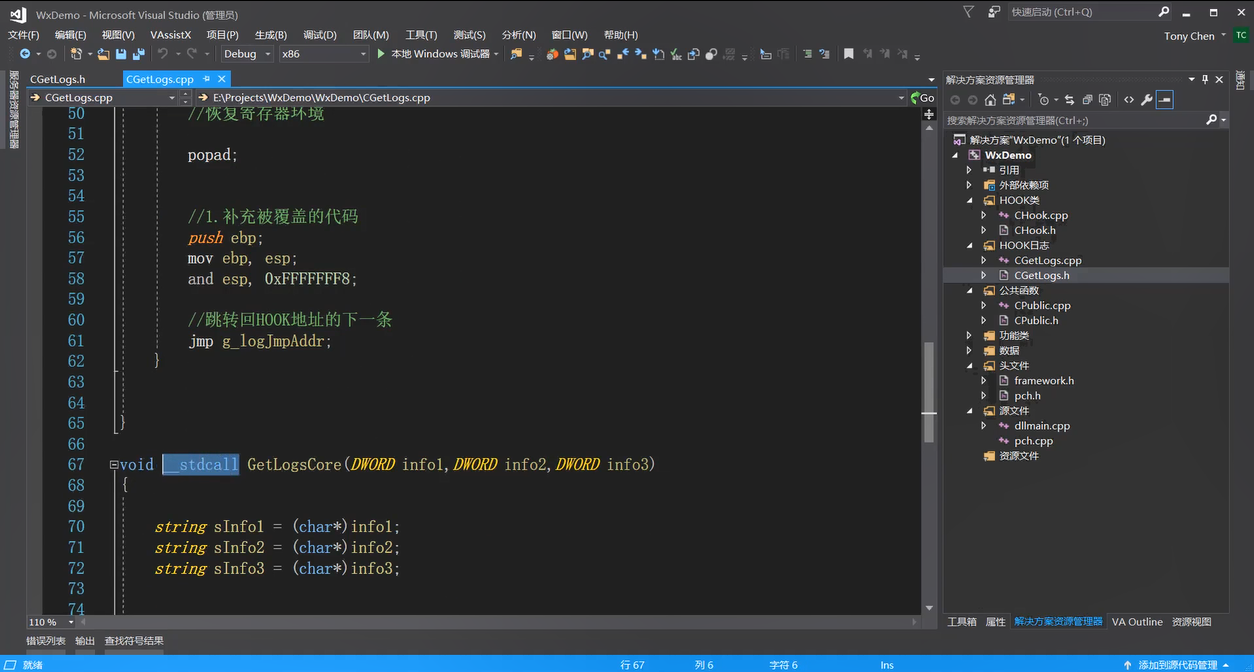 WxDemo - Microsoft Visual Studio (管理员)
快速启动 (Ctrl+Q)
文件(F) 编辑(E) 视图(V) VAssistX 项目(P) 生成(B) 调试(D) 团队(M) 工具(T) 测试(S) 分析(N) 窗口(W) 帮助(H)
Tony Chen TC
Debug x86 本地 Windows 调试器
服务器资源管理器
CGetLogs.h CGetLogs.cpp
CGetLogs.cpp E:\Projects\WxDemo\WxDemo\CGetLogs.cpp Go
50 //恢复寄存器环境
51
52 popad;
53
54
55 //1.补充被覆盖的代码
56 push ebp;
57 mov ebp, esp;
58 and esp, 0xFFFFFFF8;
59
60 //跳转回HOOK地址的下一条
61 jmp g_logJmpAddr;
62 }
63
64
65 }
66
67 void __stdcall GetLogsCore(DWORD info1,DWORD info2,DWORD info3)
68 {
69
70 string sInfo1 = (char*)info1;
71 string sInfo2 = (char*)info2;
72 string sInfo3 = (char*)info3;
73
74
110 %
解决方案资源管理器
搜索解决方案资源管理器(Ctrl+;)
解决方案"WxDemo"(1 个项目)
WxDemo
引用
外部依赖项
HOOK类
CHook.cpp
CHook.h
HOOK日志
CGetLogs.cpp
CGetLogs.h
公共函数
CPublic.cpp
CPublic.h
功能类
数据
头文件
framework.h
pch.h
源文件
dllmain.cpp
pch.cpp
资源文件
工具箱 属性 解决方案资源管理器 VA Outline 资源视图
通知
错误列表 输出 查找符号结果
就绪 行 67 列 6 字符 6 Ins 添加到源代码管理